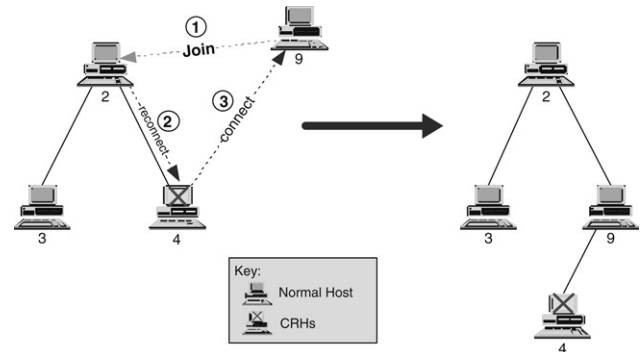 ①
Join
9
2
②
reconnect
③
connect
3
4
2
3
9
4
Key:
Normal Host
CRHs